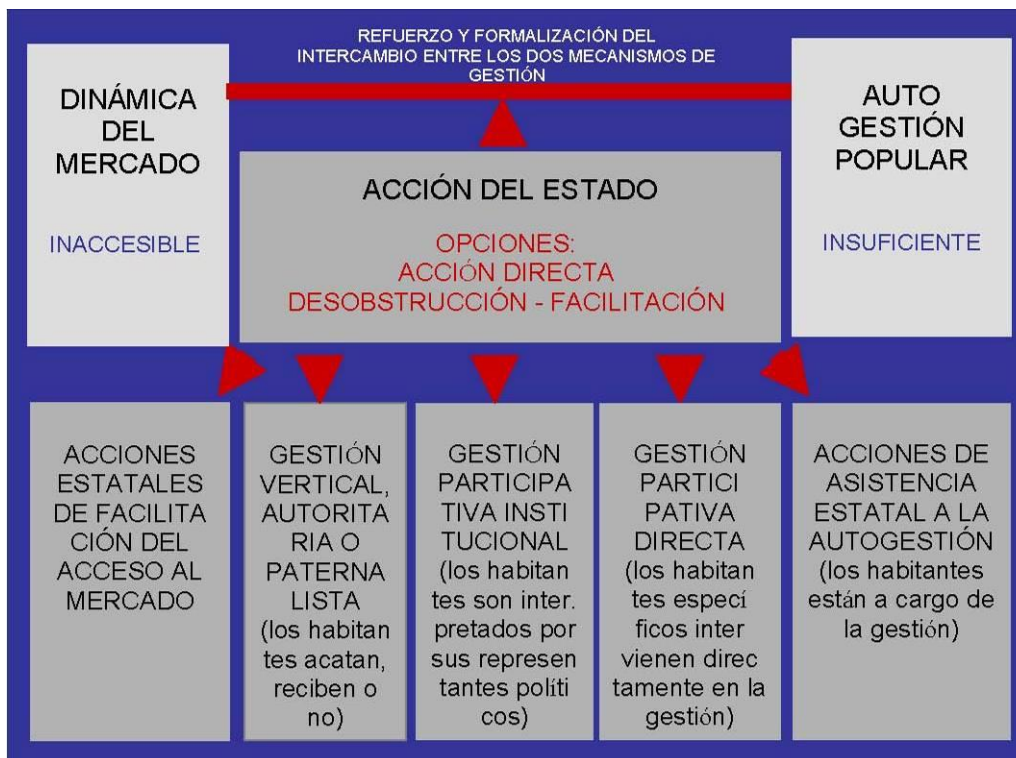 REFUERZO Y FORMALIZACIÓN DEL
INTERCAMBIO ENTRE LOS DOS MECANISMOS DE
GESTIÓN
DINÁMICA
DEL
MERCADO
INACCESIBLE
ACCIÓN DEL ESTADO
OPCIONES:
ACCIÓN DIRECTA
DESOBSTRUCCIÓN - FACILITACIÓN
AUTO
GESTIÓN
POPULAR
INSUFICIENTE
ACCIONES
ESTATALES
DE FACILITA
CIÓN DEL
ACCESO AL
MERCADO
GESTIÓN
VERTICAL,
AUTORITA
RIA O
PATERNA
LISTA
(los habitan
tes acatan,
reciben o
no)
GESTIÓN
PARTICIPA
TIVA INSTI
TUCIONAL
(los habitan
tes son inter.
pretados por
sus represen
tantes políti
cos)
GESTIÓN
PARTICI
PATIVA
DIRECTA
(los habitan
tes especí
ficos inter
vienen direc
tamente en la
gestión)
ACCIONES DE
ASISTENCIA
ESTATAL A LA
AUTOGESTIÓN
(los habitantes
están a cargo de
la gestión)